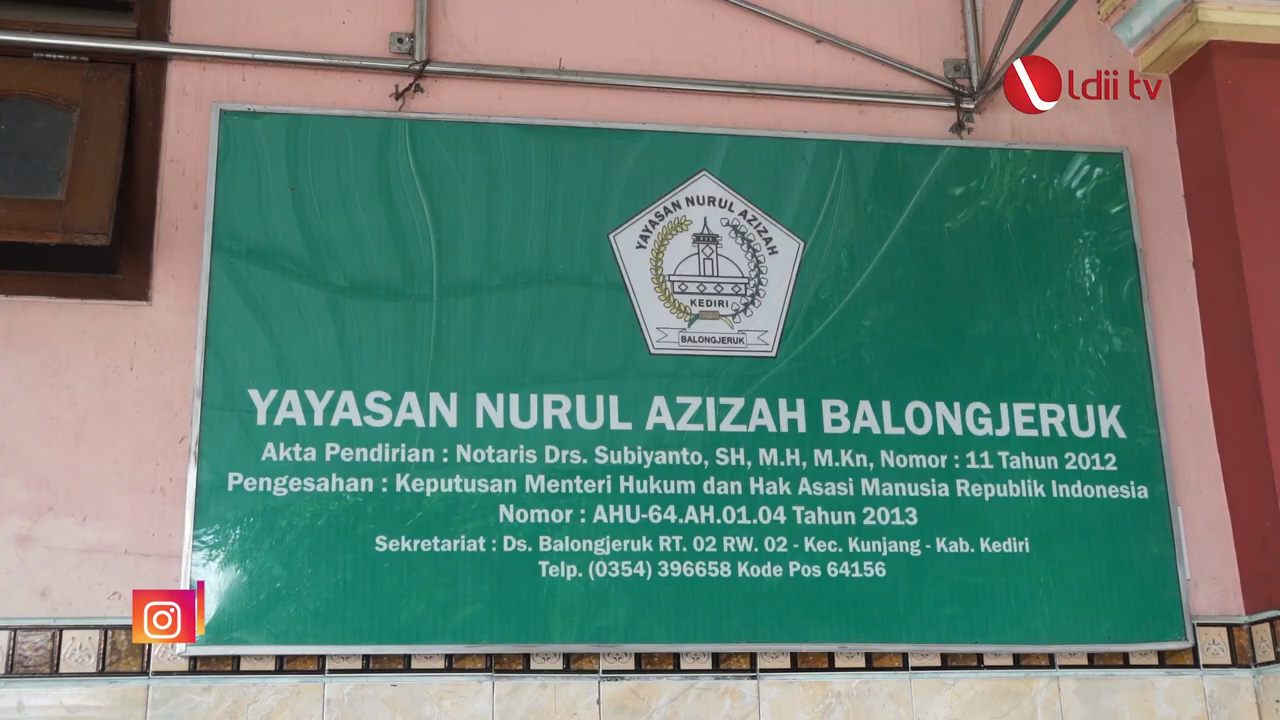 ldii tv
YAYASAN NURUL AZIZAH
KEDIRI
BALONGJERUK
YAYASAN NURUL AZIZAH BALONGJERUK
Akta Pendirian : Notaris Drs. Subiyanto, SH, M.H, M.Kn, Nomor : 11 Tahun 2012
Pengesahan : Keputusan Menteri Hukum dan Hak Asasi Manusia Republik Indonesia
Nomor : AHU-64.AH.01.04 Tahun 2013
Sekretariat : Ds. Balongjeruk RT. 02 RW. 02 - Kec. Kunjang - Kab. Kediri
Telp. (0354) 396658 Kode Pos 64156